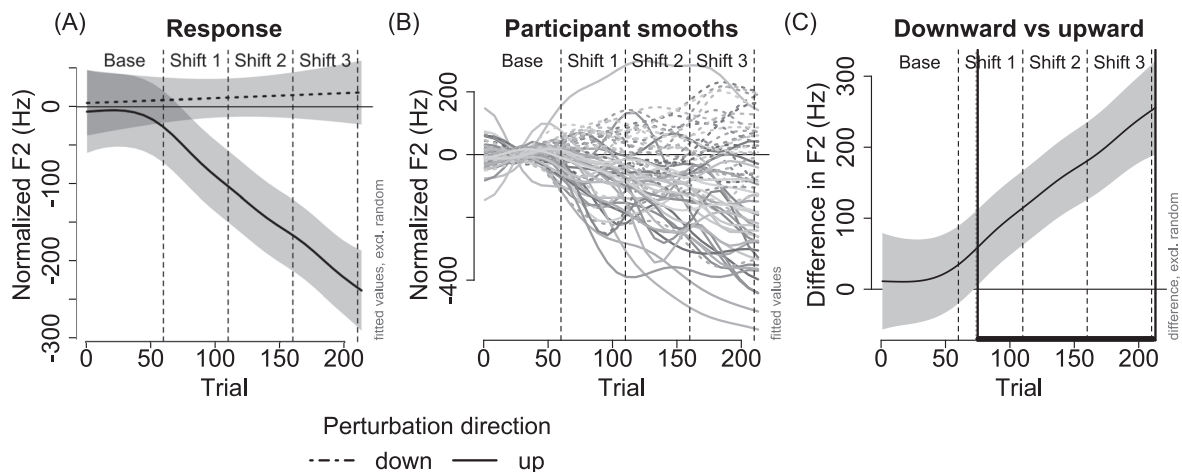 (A) Response
Base Shift 1 Shift 2 Shift 3
Normalized F2 (Hz)
0
-100
-200
-300
0 50 100 150 200
Trial
fitted values, excl. random
(B) Participant smooths
Base Shift 1 Shift 2 Shift 3
Normalized F2 (Hz)
200
0
-400
0 50 100 150 200
Trial
fitted values
(C) Downward vs upward
Base Shift 1 Shift 2 Shift 3
Difference in F2 (Hz)
300
200
100
0
0 50 100 150 200
Trial
difference, excl. random
Perturbation direction
down up